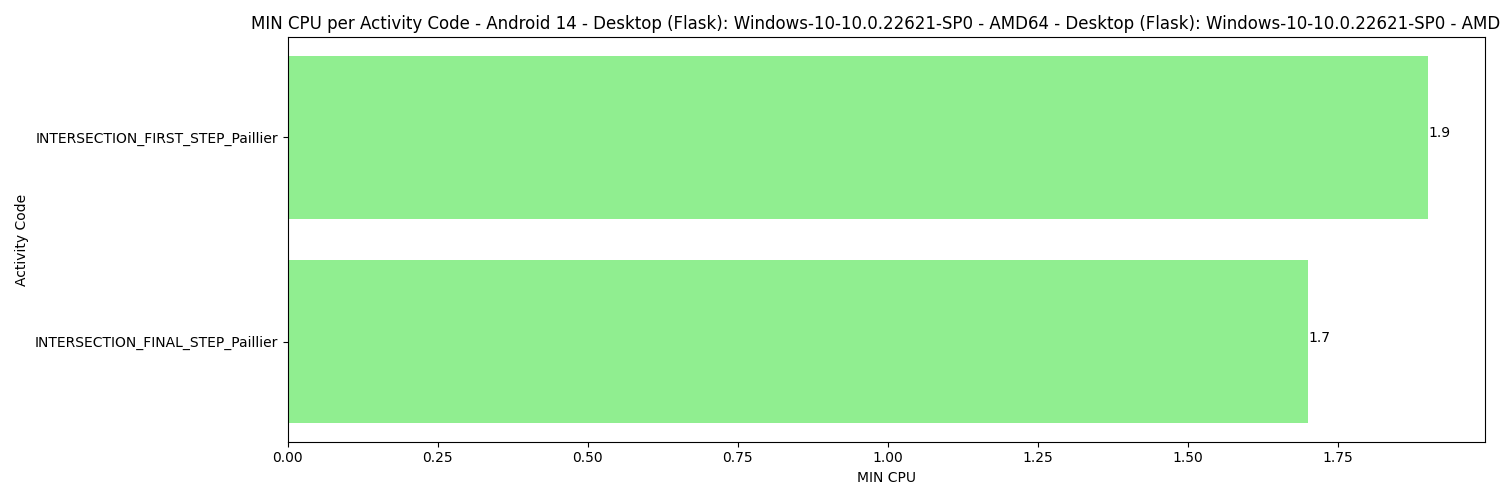 MIN CPU per Activity Code - Android 14 - Desktop (Flask): Windows-10-10.0.22621-SP0 - AMD64 - Desktop (Flask): Windows-10-10.0.22621-SP0 - AMD
INTERSECTION_FIRST_STEP_Paillier
1.9
Activity Code
INTERSECTION_FINAL_STEP_Paillier
1.7
0.00 0.25 0.50 0.75 1.00 1.25 1.50 1.75
MIN CPU